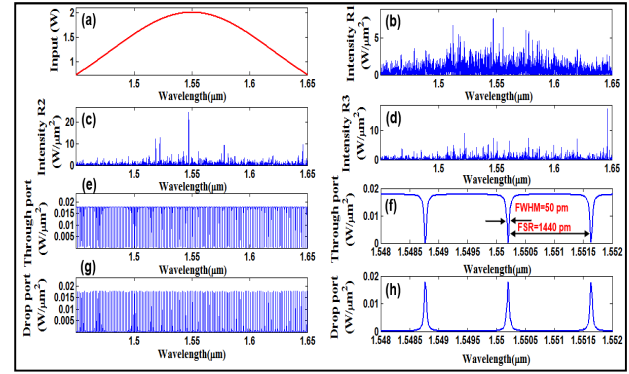 (a)
Input (W)
2
1
1.5
1.55
1.6
1.65
Wavelength(μm)
(b)
Intensity R1
(W/μm²)
5
0
1.5
1.55
1.6
1.65
Wavelength(μm)
(c)
Intensity R2
(W/μm²)
20
10
0
1.5
1.55
1.6
1.65
Wavelength(μm)
(d)
Intensity R3
(W/μm²)
10
5
0
1.5
1.55
1.6
1.65
Wavelength(μm)
(e)
Through port
(W/μm²)
0.02
0.015
0.01
0.005
1.5
1.55
1.6
1.65
Wavelength(μm)
(f)
Through port
(W/μm²)
0.02
0.01
0
FWHM=50 pm
FSR=1440 pm
1.548
1.5485
1.549
1.5495
1.55
1.5505
1.551
1.5515
1.552
Wavelength(μm)
(g)
Drop port
(W/μm²)
0.02
0.015
0.01
0.005
1.5
1.55
1.6
1.65
Wavelength(μm)
(h)
Drop port
(W/μm²)
0.02
0.01
0
1.548
1.5485
1.549
1.5495
1.55
1.5505
1.551
1.5515
1.552
Wavelength(μm)